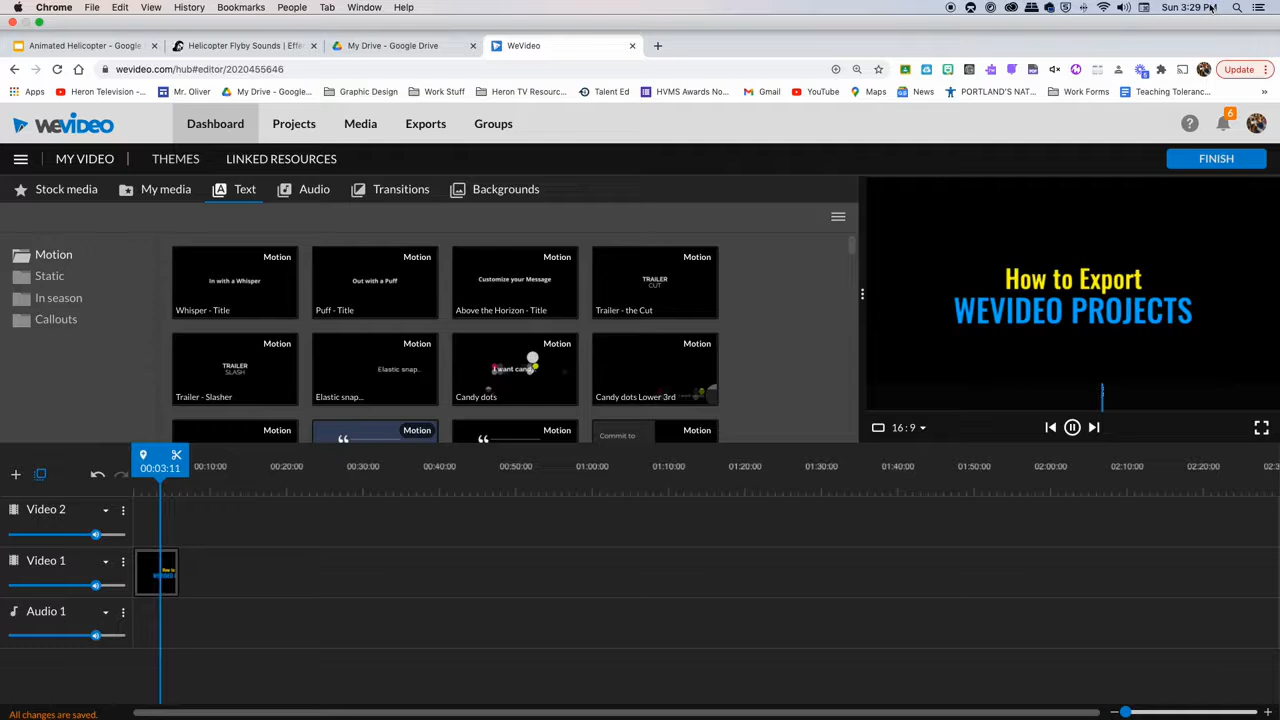 Chrome File Edit View History Bookmarks People Tab Window Help Sun 3:29 PM
Animated Helicopter - Google Helicopter Flyby Sounds | Effe My Drive - Google Drive WeVideo
wevideo.com/hub#editor/2020455646 Update
Apps Heron Television -... Mr. Oliver My Drive - Google... Graphic Design Work Stuff Heron TV Resourc... Talent Ed HVMS Awards No... Gmail YouTube Maps News PORTLAND'S NAT... Work Forms Teaching Toleranc...
WEVIDEO Dashboard Projects Media Exports Groups 6
MY VIDEO THEMES LINKED RESOURCES FINISH
Stock media My media Text Audio Transitions Backgrounds
Motion
Static
In season
Callouts
Motion Motion Motion Motion
In with a Whisper Out with a Puff Customize your Message TRAILER
CUT
Whisper - Title Puff - Title Above the Horizon - Title Trailer - the Cut
Motion Motion Motion Motion
TRAILER
SLASH Elastic snap... I want candy
Trailer - Slasher Elastic snap... Candy dots Candy dots Lower 3rd
Motion Motion Motion Motion
Commit to
How to Export
WEVIDEO PROJECTS
16:9
00:03:11 00:10:00 00:20:00 00:30:00 00:40:00 00:50:00 01:00:00 01:10:00 01:20:00 01:30:00 01:40:00 01:50:00 02:00:00 02:10:00 02:20:00
Video 2
Video 1
Audio 1
All changes are saved.